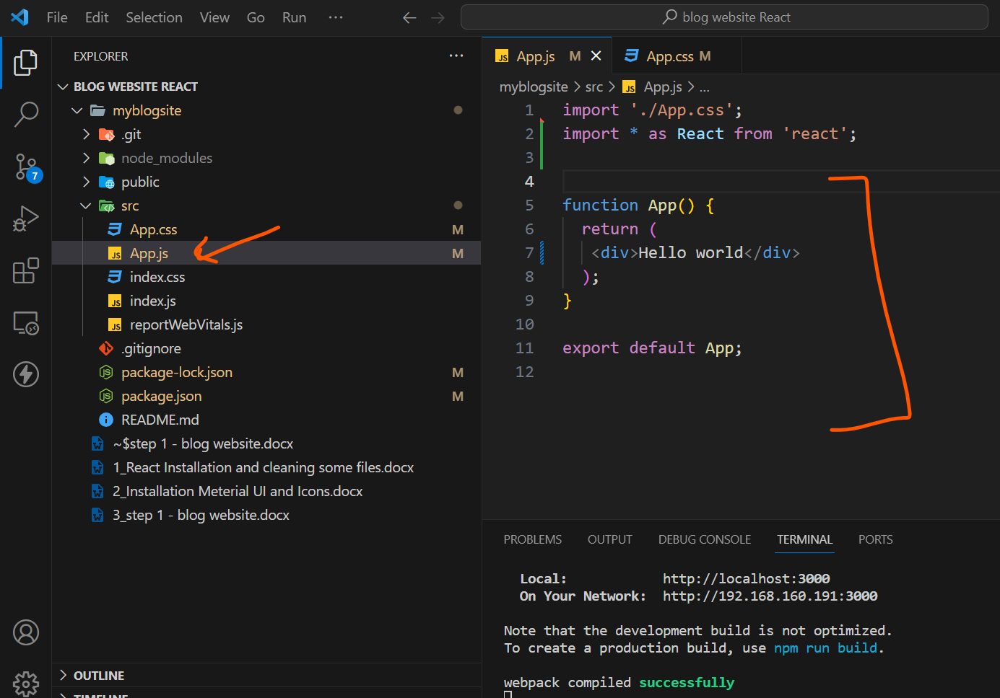 File Edit Selection View Go Run ··· blog website React
EXPLORER ···
BLOG WEBSITE REACT
myblogsite
.git
node_modules
public
src
App.css M
App.js M
index.css
index.js
reportWebVitals.js
.gitignore
package-lock.json M
package.json M
README.md
~$step 1 - blog website.docx
1_React Installation and cleaning some files.docx
2_Installation Meterial UI and Icons.docx
3_step 1 - blog website.docx
OUTLINE
TIMELINE
7
App.js M App.css M
myblogsite > src > App.js > ...
1 import './App.css';
2 import * as React from 'react';
3
4
5 function App() {
6 return (
7 <div>Hello world</div>
8 );
9 }
10
11 export default App;
12
PROBLEMS OUTPUT DEBUG CONSOLE TERMINAL PORTS
Local: http://localhost:3000
On Your Network: http://192.168.160.191:3000
Note that the development build is not optimized.
To create a production build, use npm run build.
webpack compiled successfully